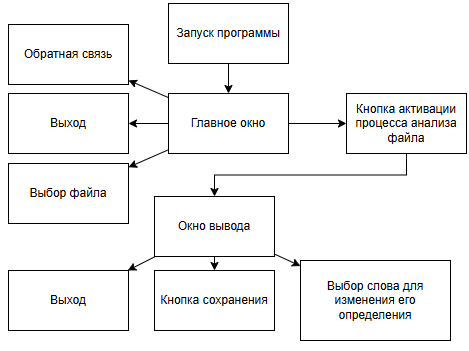 Запуск программы
Обратная связь
Выход
Главное окно
Кнопка активации
процесса анализа
файла
Выбор файла
Окно вывода
Выход
Кнопка сохранения
Выбор слова для
изменения его
определения